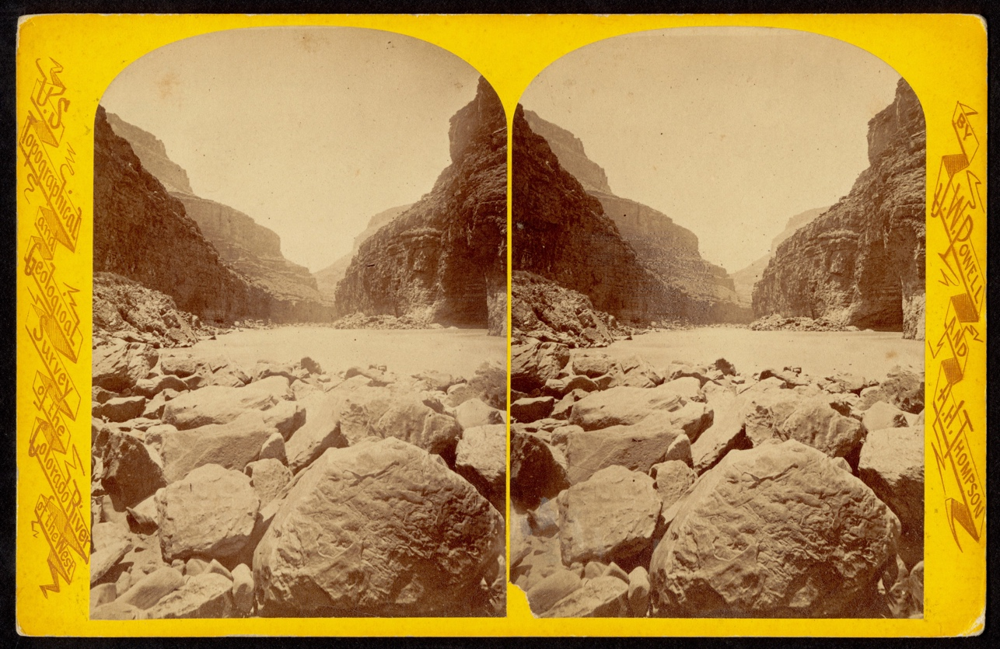 U.S.
Topographical
and
Geological
Survey
of the
Colorado River
of the West
BY
J.W. POWELL
AND
A.H. THOMPSON